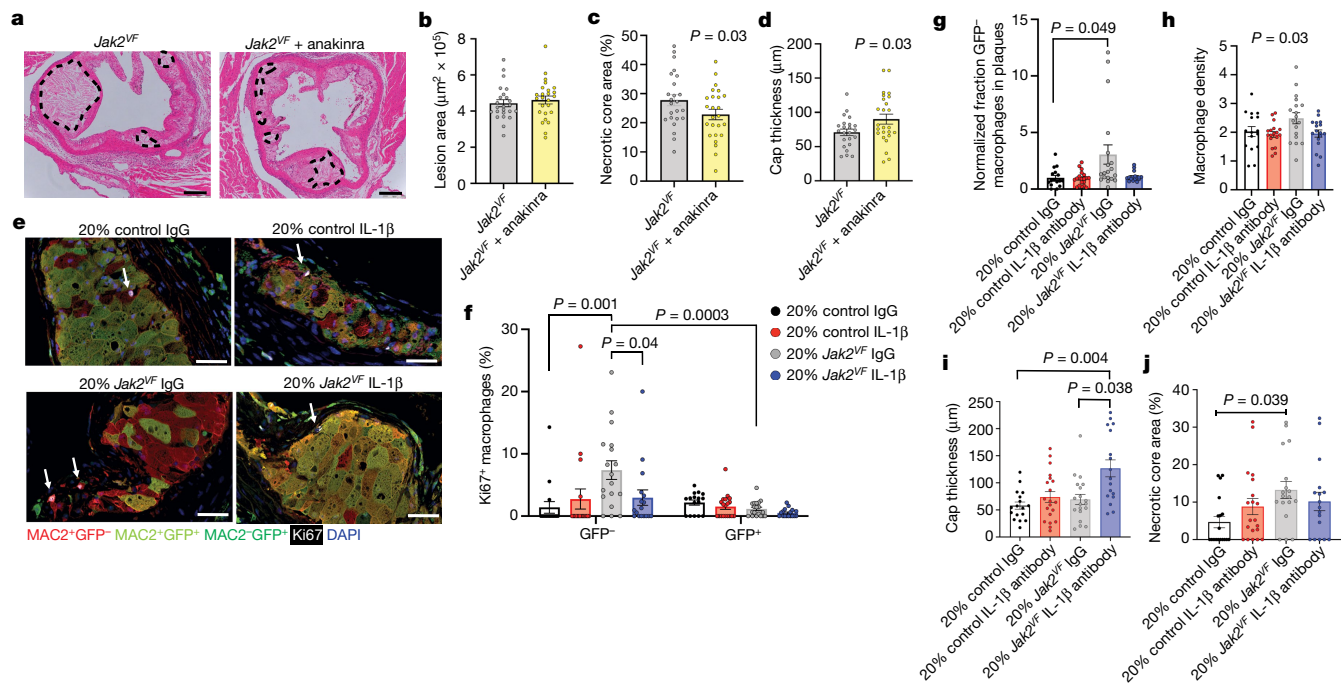 a
Jak2VF
Jak2VF + anakinra
b
Lesion area (μm2 × 105)
8
6
4
2
0
Jak2VF
Jak2VF + anakinra
c
Necrotic core area (%)
P = 0.03
50
40
30
20
10
0
Jak2VF
Jak2VF + anakinra
d
Cap thickness (μm)
P = 0.03
200
150
100
50
0
Jak2VF
Jak2VF + anakinra
e
20% control IgG
20% control IL-1β
20% Jak2VF IgG
20% Jak2VF IL-1β
MAC2+GFP− MAC2+GFP+ MAC2−GFP+ Ki67 DAPI
f
Ki67+ macrophages (%)
P = 0.001
P = 0.0003
P = 0.04
30
20
10
0
GFP−
GFP+
20% control IgG
20% control IL-1β
20% Jak2VF IgG
20% Jak2VF IL-1β
g
Normalized fraction GFP−
macrophages in plaques
P = 0.049
15
10
5
0
20% control IgG
20% control IL-1β antibody
20% Jak2VF IgG
20% Jak2VF IL-1β antibody
h
Macrophage density
P = 0.03
5
4
3
2
1
0
20% control IgG
20% control IL-1β antibody
20% Jak2VF IgG
20% Jak2VF IL-1β antibody
i
Cap thickness (μm)
P = 0.004
P = 0.038
250
200
150
100
50
0
20% control IgG
20% control IL-1β antibody
20% Jak2VF IgG
20% Jak2VF IL-1β antibody
j
Necrotic core area (%)
P = 0.039
40
30
20
10
0
20% control IgG
20% control IL-1β antibody
20% Jak2VF IgG
20% Jak2VF IL-1β antibody